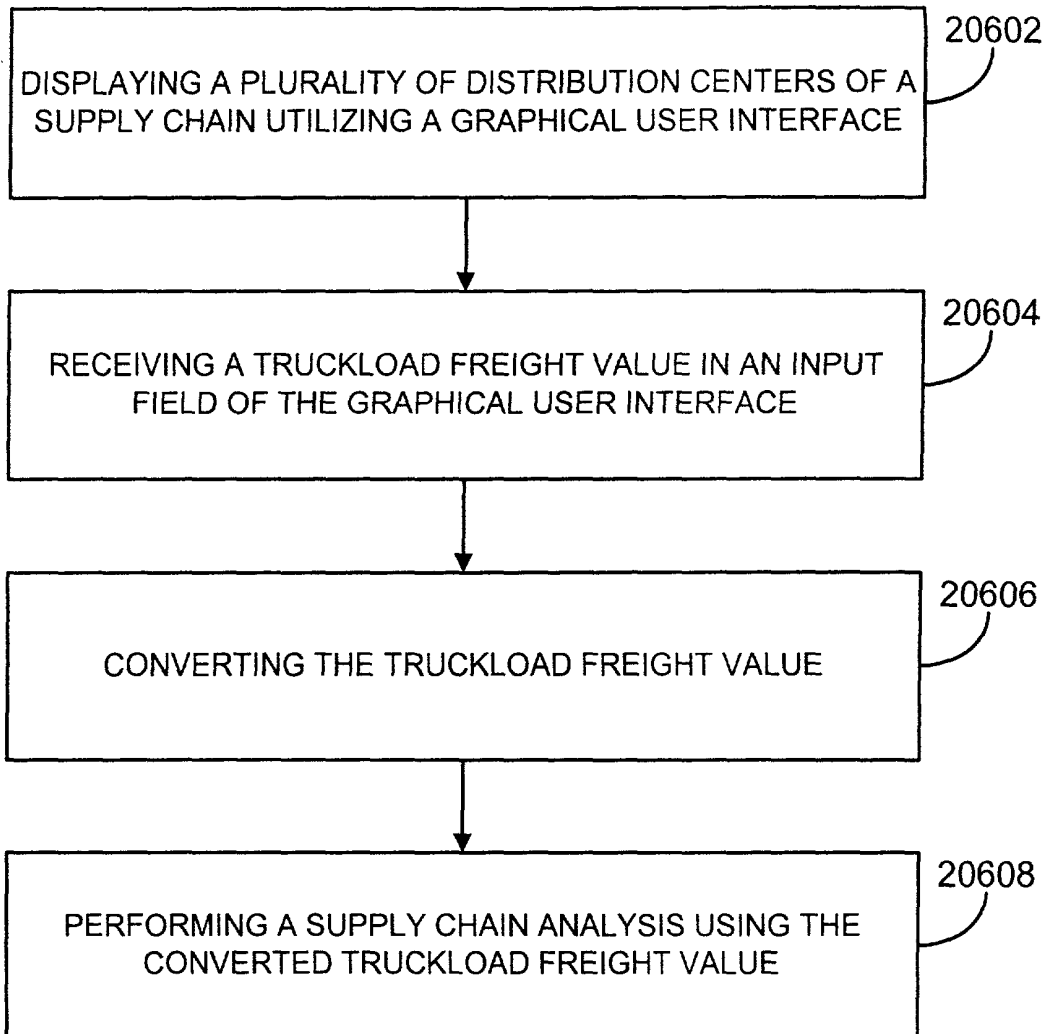 20602
DISPLAYING A PLURALITY OF DISTRIBUTION CENTERS OF A
SUPPLY CHAIN UTILIZING A GRAPHICAL USER INTERFACE
20604
RECEIVING A TRUCKLOAD FREIGHT VALUE IN AN INPUT
FIELD OF THE GRAPHICAL USER INTERFACE
20606
CONVERTING THE TRUCKLOAD FREIGHT VALUE
20608
PERFORMING A SUPPLY CHAIN ANALYSIS USING THE
CONVERTED TRUCKLOAD FREIGHT VALUE